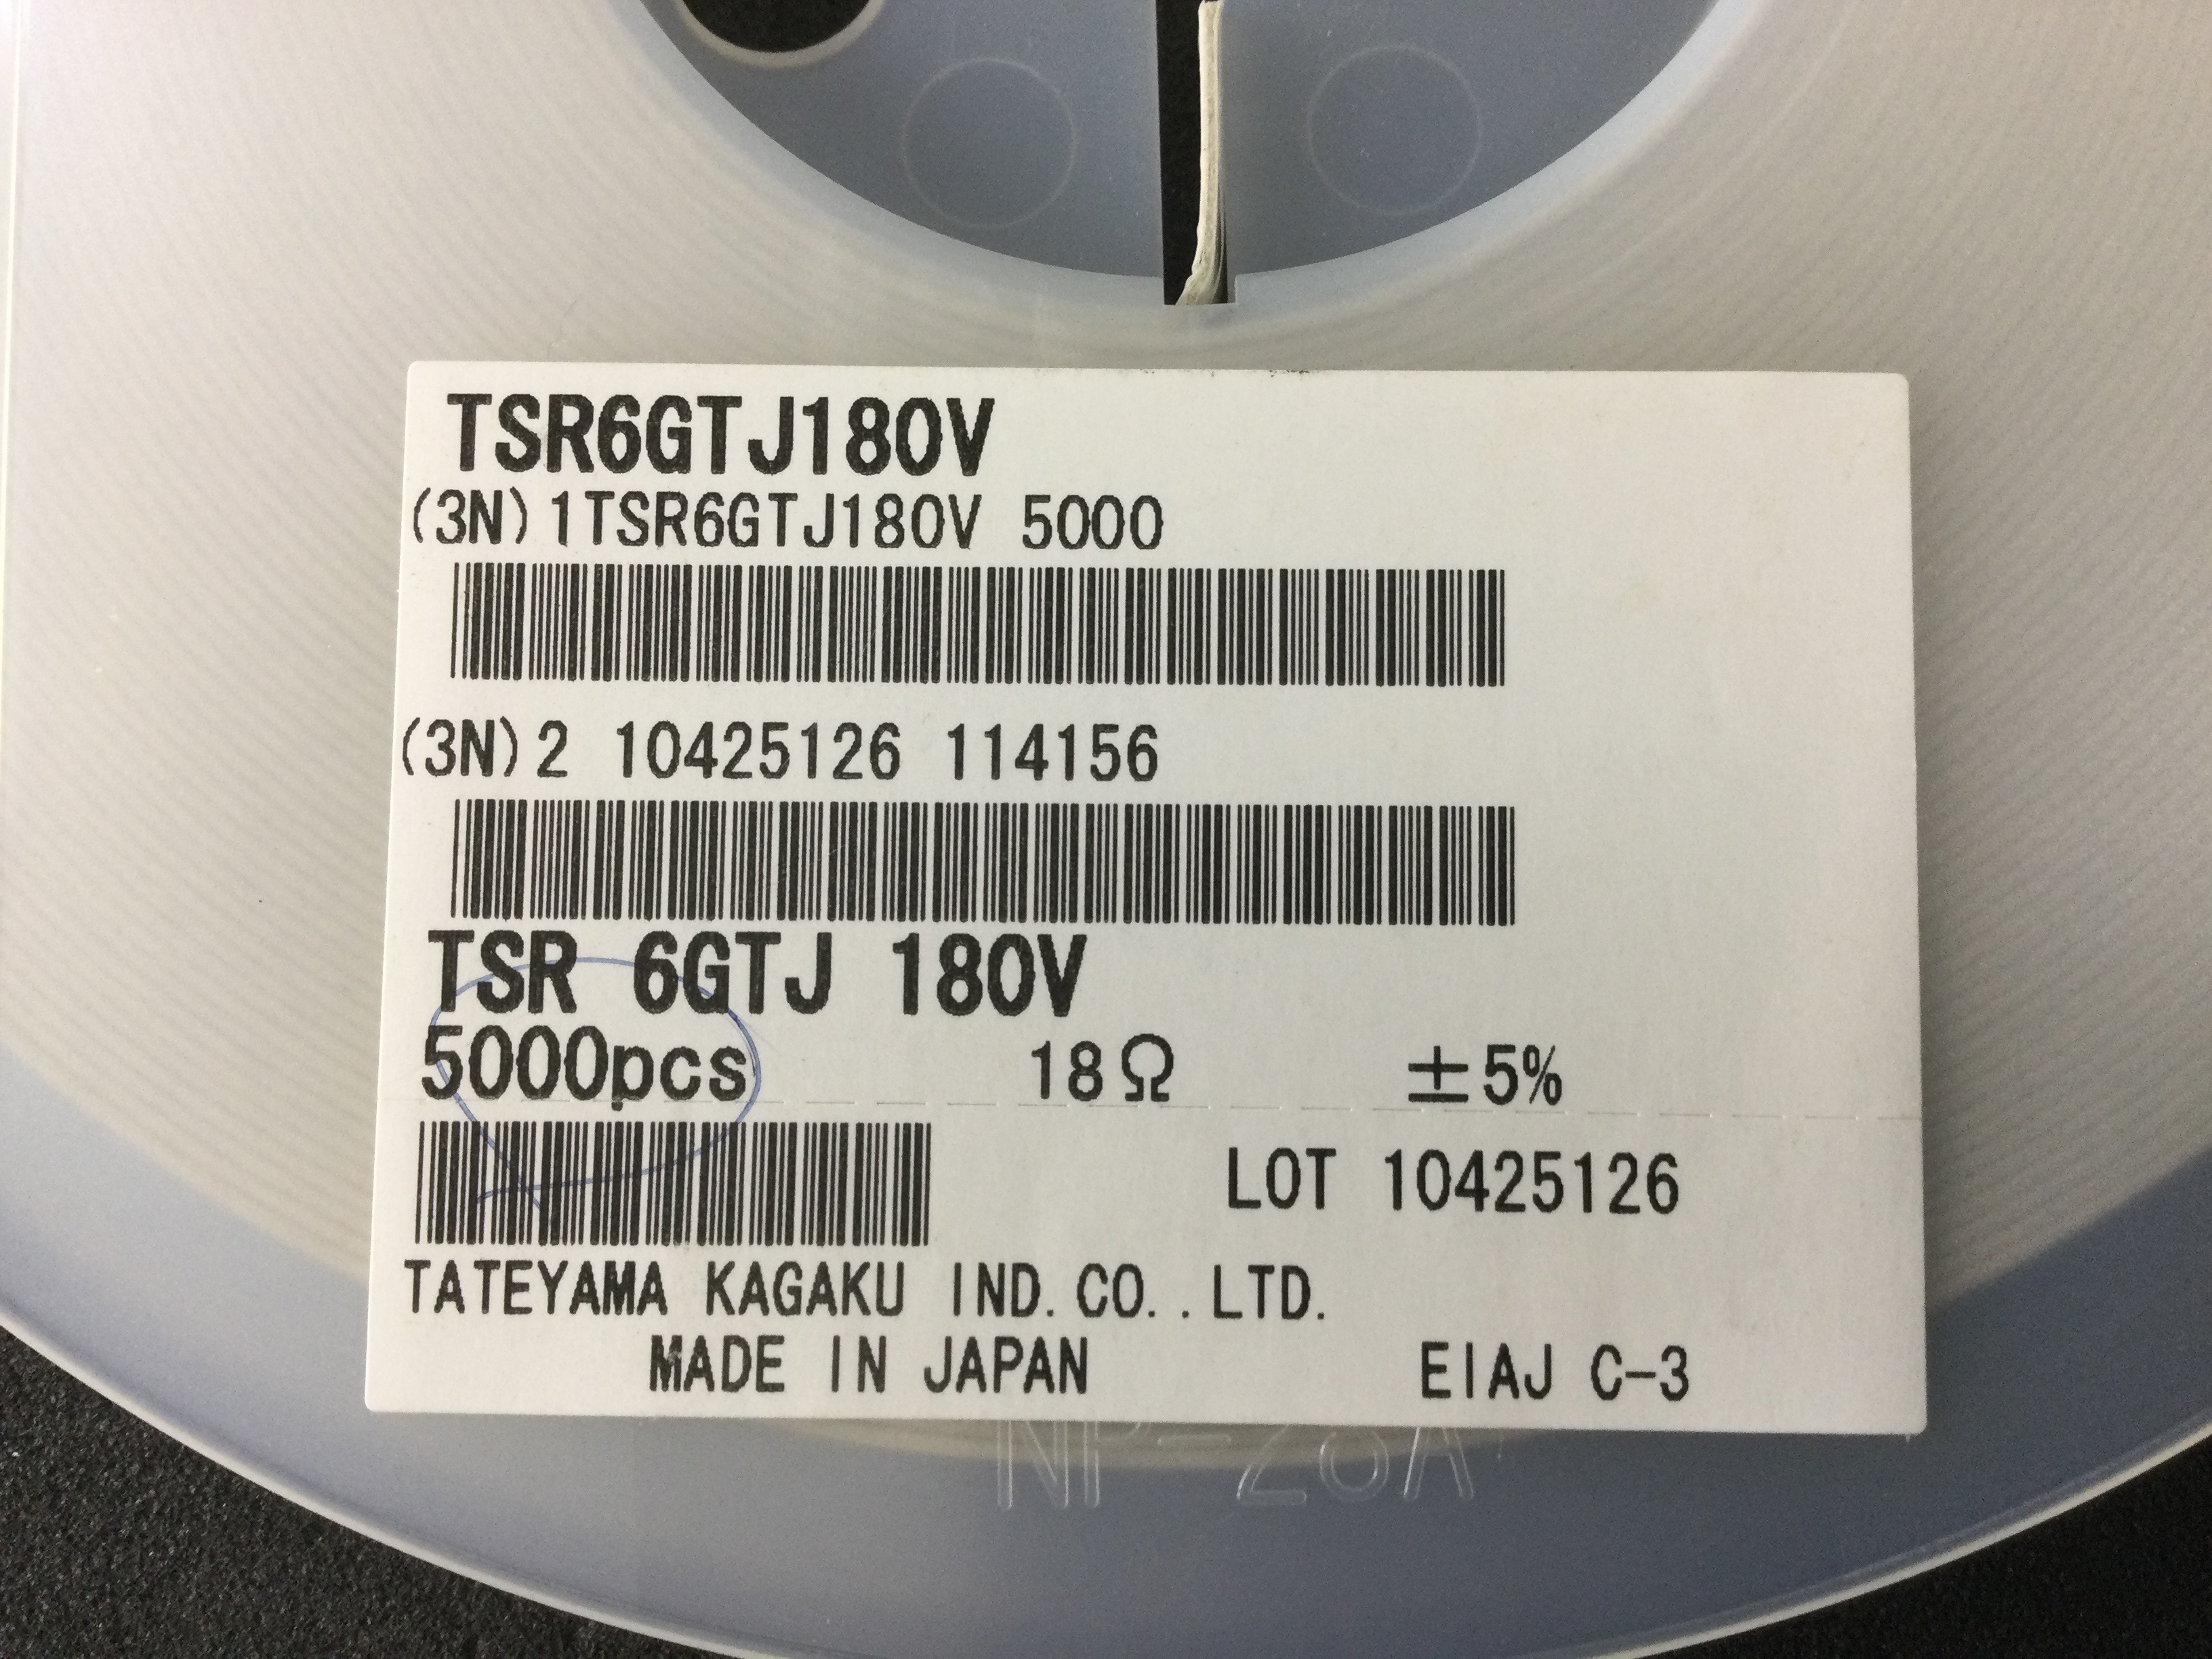 TSR6GTJ180V
(3N)1TSR6GTJ180V 5000
(3N)2 10425126 114156
TSR 6GTJ 180V
5000pcs 18Ω ±5%
LOT 10425126
TATEYAMA KAGAKU IND.CO..LTD.
MADE IN JAPAN EIAJ C-3